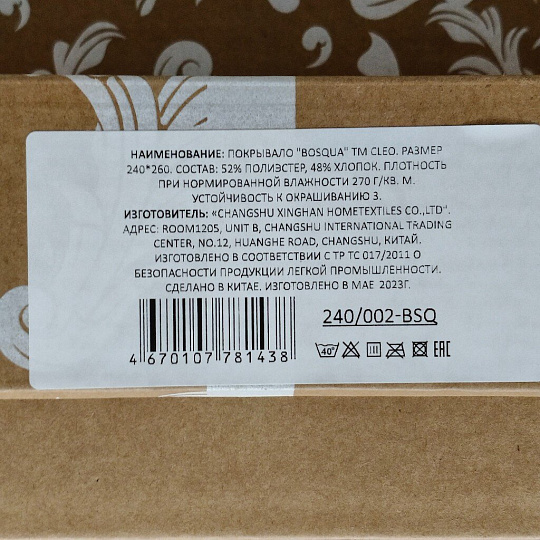 НАИМЕНОВАНИЕ: ПОКРЫВАЛО "BOSQUA" ТМ CLEO. РАЗМЕР
240*260. СОСТАВ: 52% ПОЛИЭСТЕР, 48% ХЛОПОК. ПЛОТНОСТЬ
ПРИ НОРМИРОВАННОЙ ВЛАЖНОСТИ 270 Г/КВ. М.
УСТОЙЧИВОСТЬ К ОКРАШИВАНИЮ 3.
ИЗГОТОВИТЕЛЬ: «CHANGSHU XINGHAN HOMETEXTILES CO.,LTD".
АДРЕС: ROOM1205, UNIT B, CHANGSHU INTERNATIONAL TRADING
CENTER, NO.12, HUANGHE ROAD, CHANGSHU, КИТАЙ.
ИЗГОТОВЛЕНО В СООТВЕТСТВИИ С ТР ТС 017/2011 О
БЕЗОПАСНОСТИ ПРОДУКЦИИ ЛЕГКОЙ ПРОМЫШЛЕННОСТИ.
СДЕЛАНО В КИТАЕ. ИЗГОТОВЛЕНО В МАЕ 2023Г.
240/002-BSQ
4 670107 781438
40° EAC